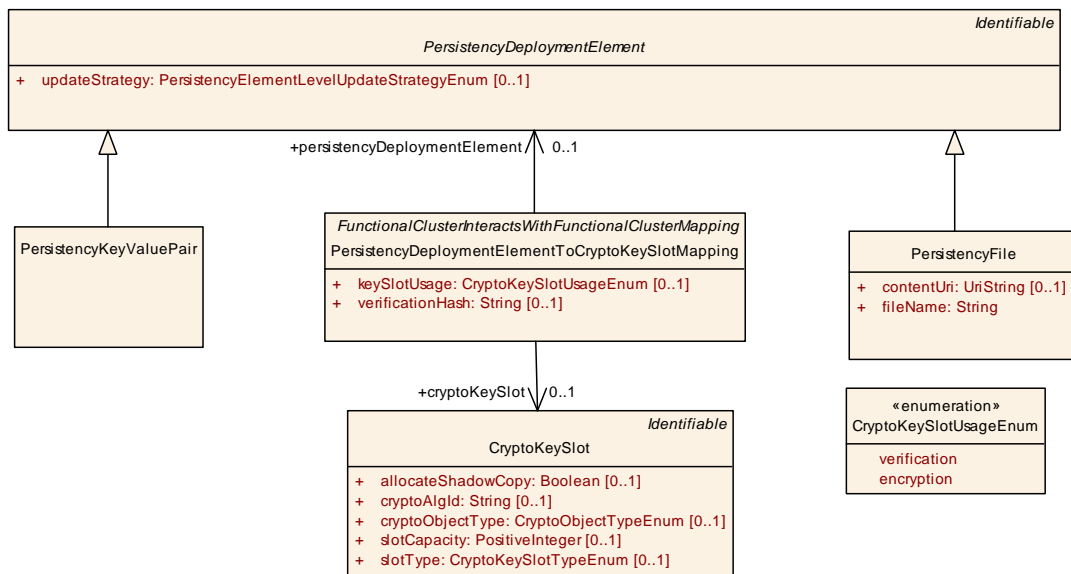 Identifiable
PersistencyDeploymentElement
+ updateStrategy: PersistencyElementLevelUpdateStrategyEnum [0..1]
+persistencyDeploymentElement 0..1
PersistencyKeyValuePair
FunctionalClusterInteractsWithFunctionalClusterMapping
PersistencyDeploymentElementToCryptoKeySlotMapping
+ keySlotUsage: CryptoKeySlotUsageEnum [0..1]
+ verificationHash: String [0..1]
PersistencyFile
+ contentUri: UriString [0..1]
+ fileName: String
+cryptoKeySlot 0..1
«enumeration»
CryptoKeySlotUsageEnum
verification
encryption
Identifiable
CryptoKeySlot
+ allocateShadowCopy: Boolean [0..1]
+ cryptoAlgId: String [0..1]
+ cryptoObjectType: CryptoObjectTypeEnum [0..1]
+ slotCapacity: PositiveInteger [0..1]
+ slotType: CryptoKeySlotTypeEnum [0..1]